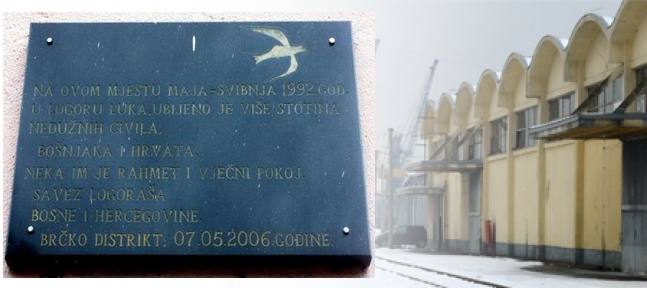 NA OVOM MJESTU MAJA-SVIBNJA 1992.GOD.
U LOGORU LUKA, UBIJENO JE VIŠE STOTINA
NEDUŽNIH CIVILA,
BOŠNJAKA I HRVATA.
NEKA IM JE RAHMET I VJEČNI POKOJ.
SAVEZ LOGORAŠA
BOSNE I HERCEGOVINE.
BRČKO DISTRIKT: 07.05.2006.GODINE.